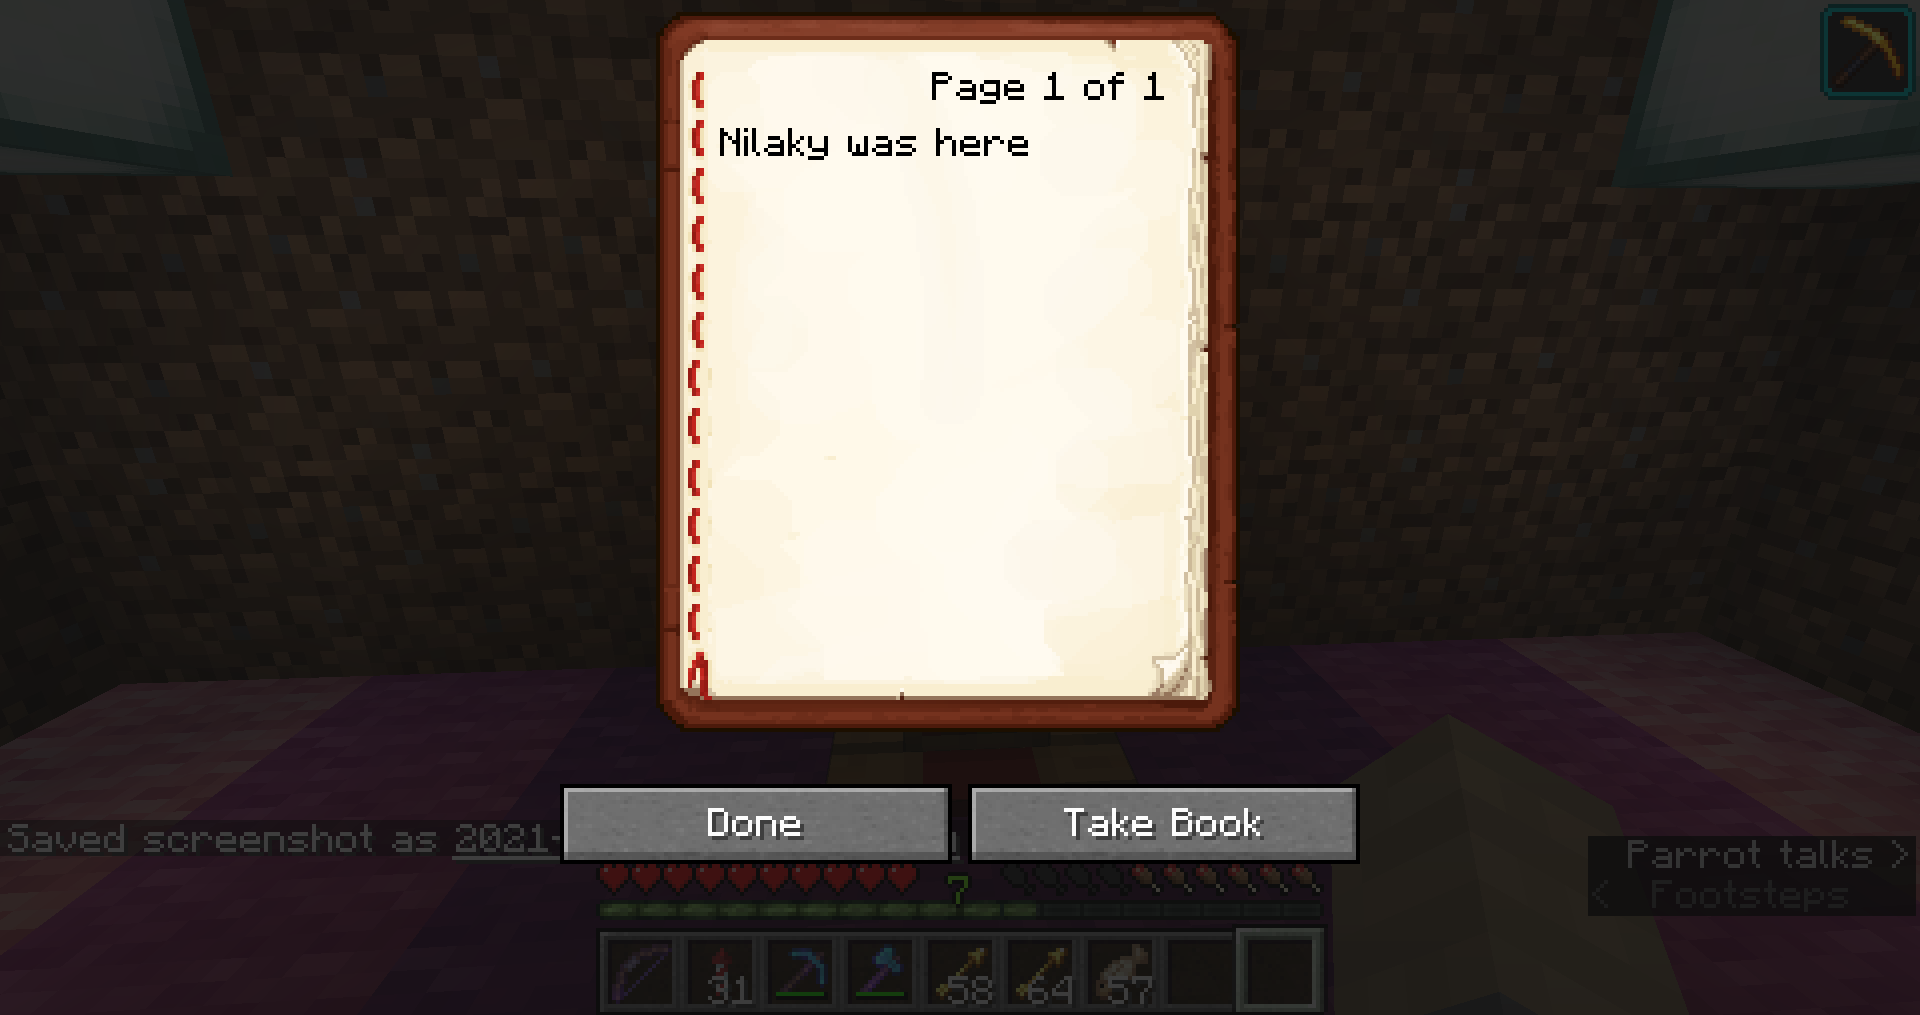 Page 1 of 1
Nilaky was here
Done
Take Book
Saved screenshot as 2021-
Parrot talks >
< Footsteps
7
31
58
64
57